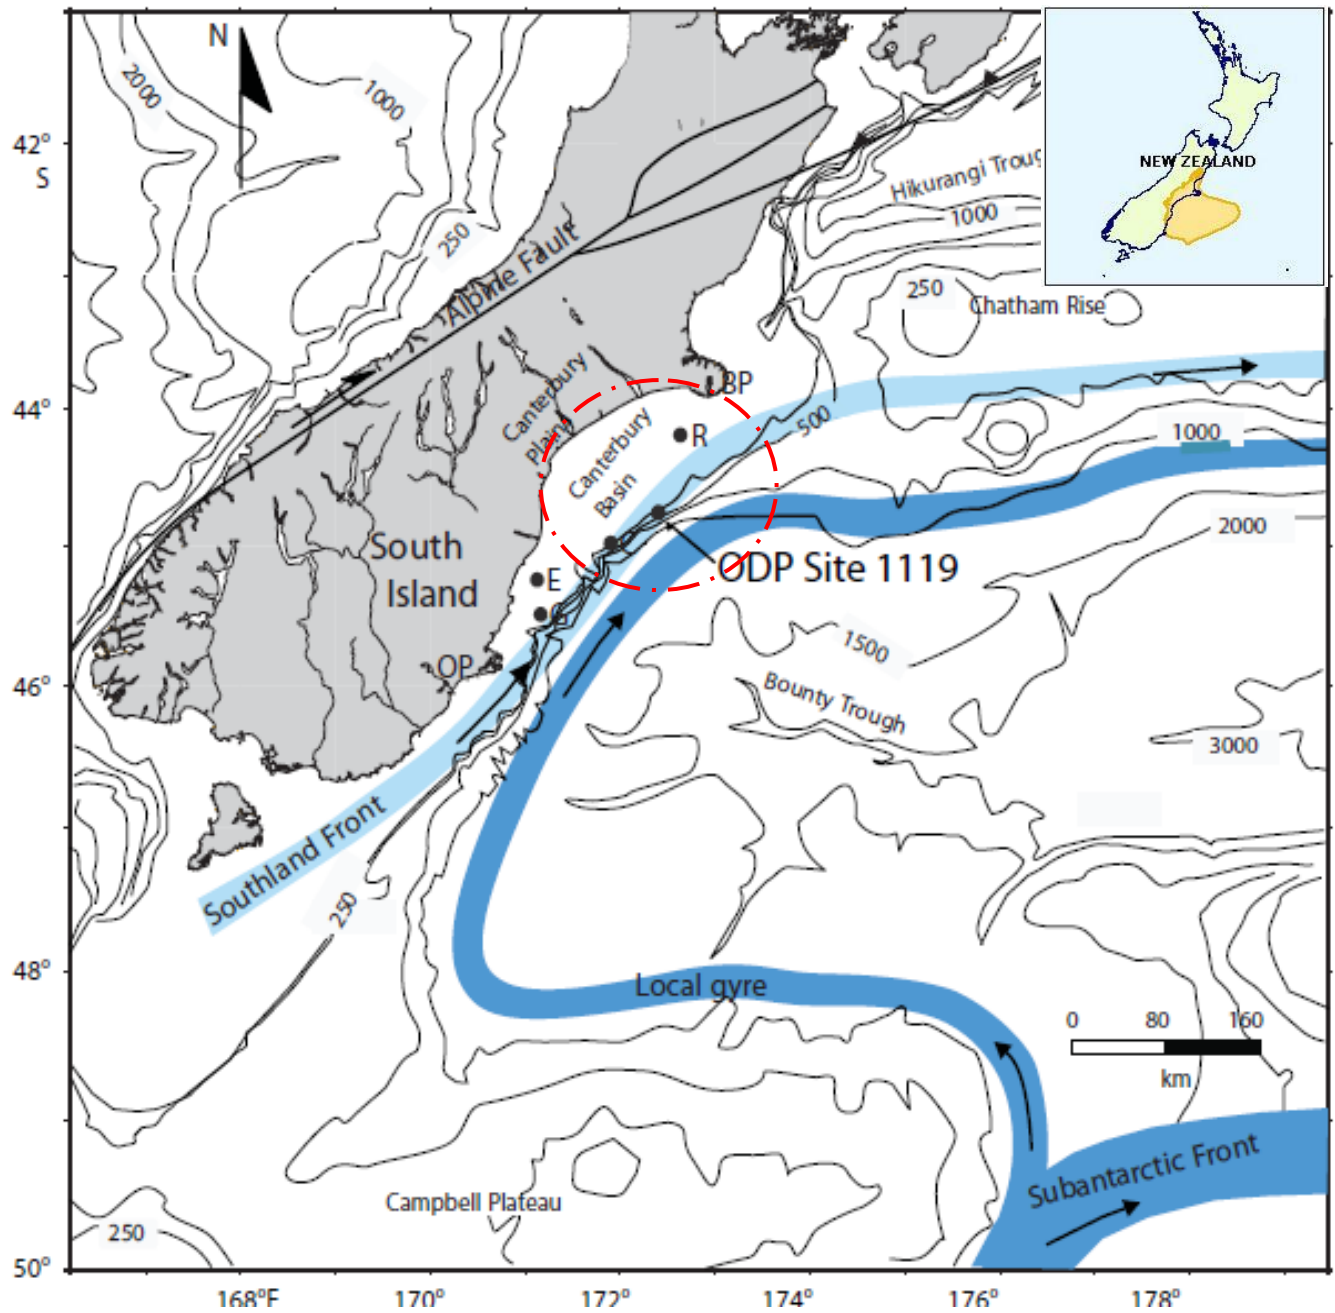 N
2000
1000
42°
S
250
Hikurangi Troug
1000
NEW ZEALAND
Alpine Fault
250
Chatham Rise
BP
44°
Canterbury
Plain
Canterbury
Basin
R
500
1000
2000
South
Island
ODP Site 1119
E
1500
OP
46°
Bounty Trough
3000
Southland Front
250
48°
Local gyre
0 80 160
km
Subantarctic Front
Campbell Plateau
250
50°
168°E 170° 172° 174° 176° 178°